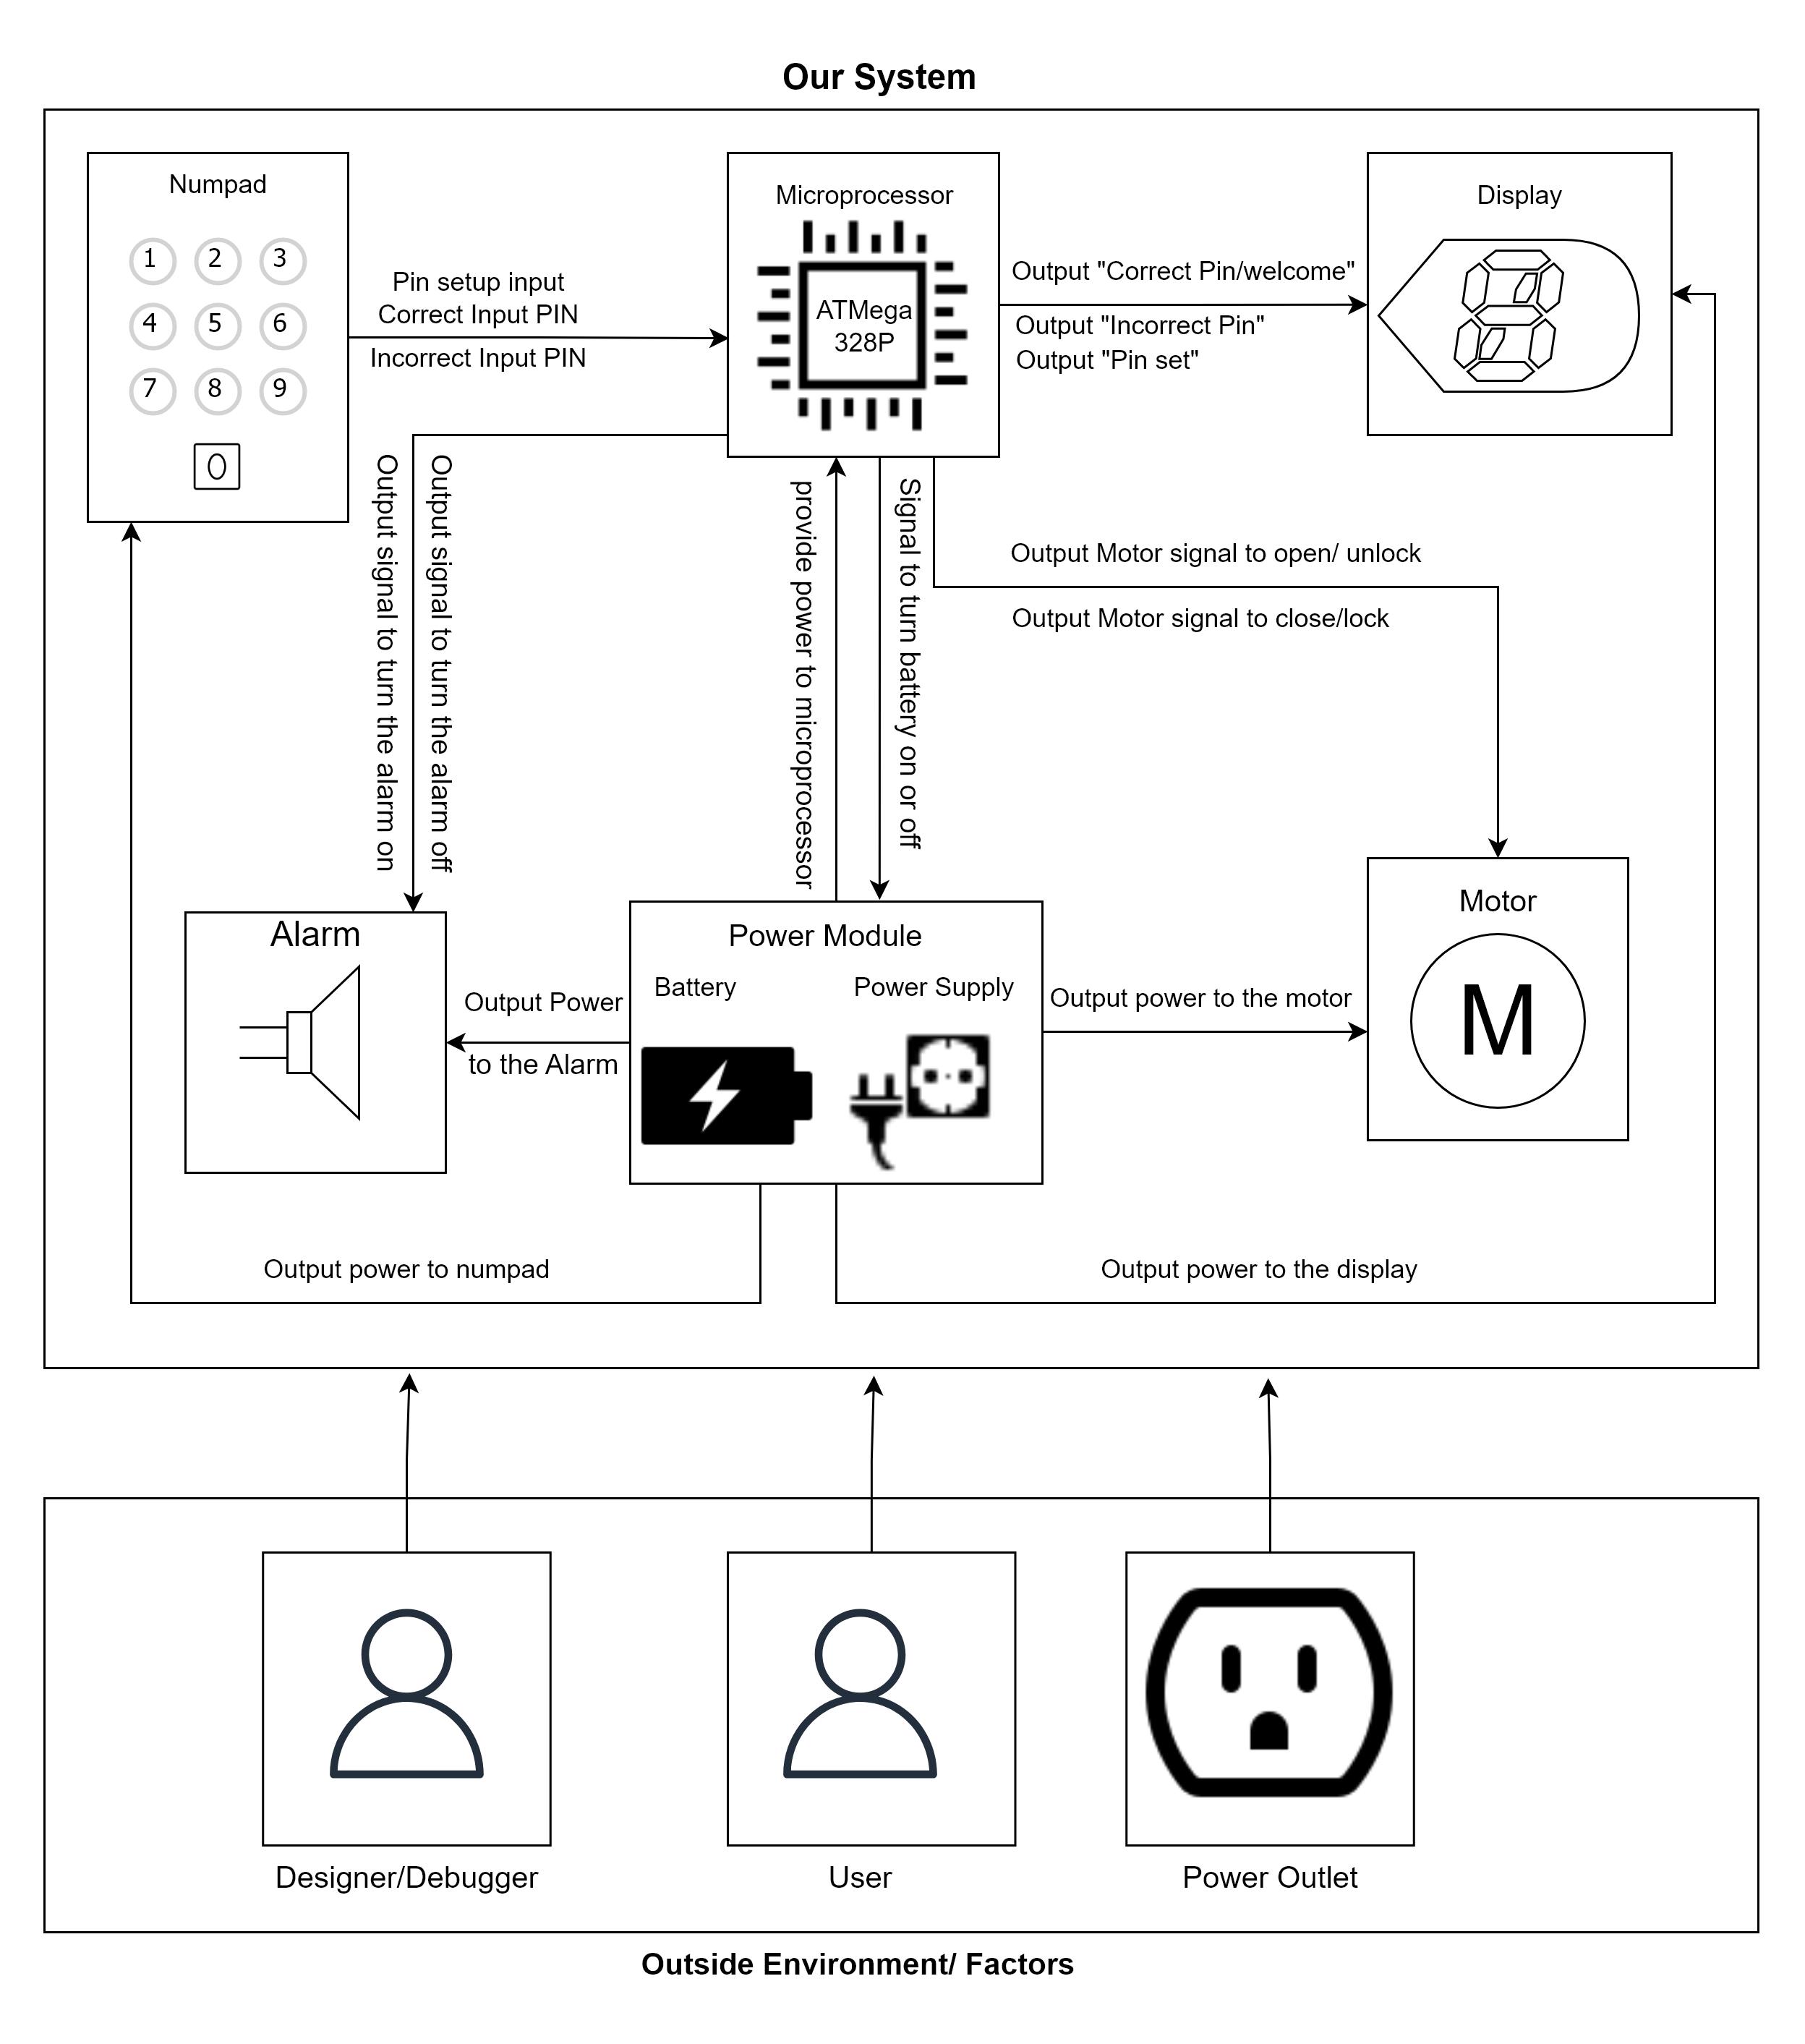 Our System
Numpad
1 2 3
4 5 6
7 8 9
0
Pin setup input
Correct Input PIN
Incorrect Input PIN
Microprocessor
ATMega
328P
Output "Correct Pin/welcome"
Output "Incorrect Pin"
Output "Pin set"
Display
Output signal to turn the alarm on
Output signal to turn the alarm off
provide power to microprocessor
Signal to turn battery on or off
Output Motor signal to open/ unlock
Output Motor signal to close/lock
Alarm
Output Power
to the Alarm
Power Module
Battery
Power Supply
Output power to the motor
Motor
M
Output power to numpad
Output power to the display
Designer/Debugger
User
Power Outlet
Outside Environment/ Factors